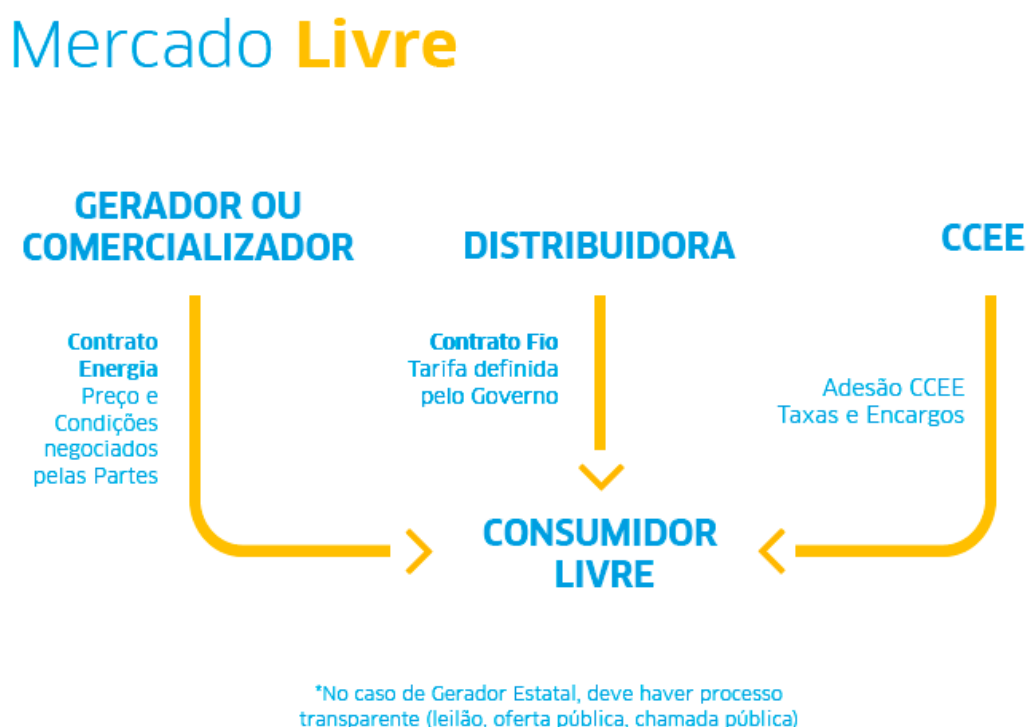 Mercado Livre
GERADOR OU
COMERCIALIZADOR
DISTRIBUIDORA
CCEE
Contrato
Energia
Preço e
Condições
negociados
pelas Partes
Contrato Fio
Tarifa definida
pelo Governo
Adesão CCEE
Taxas e Encargos
CONSUMIDOR
LIVRE
*No caso de Gerador Estatal, deve haver processo
transparente (leilão, oferta pública, chamada pública)